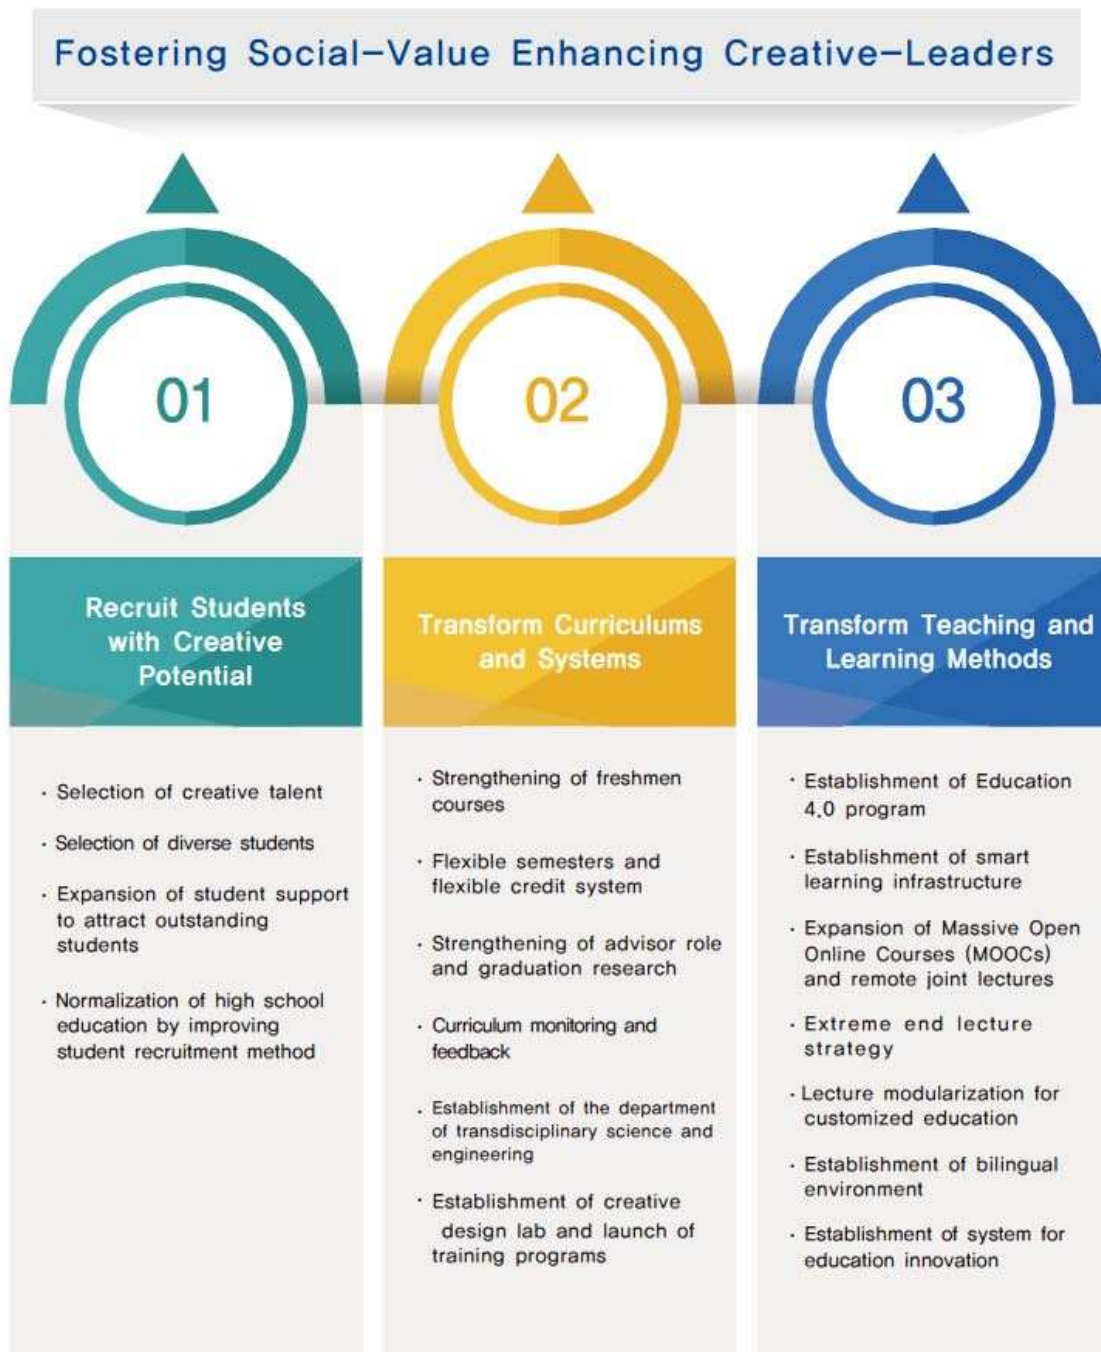 Fostering Social-Value Enhancing Creative-Leaders
01
Recruit Students
with Creative
Potential
· Selection of creative talent
· Selection of diverse students
· Expansion of student support
to attract outstanding
students
· Normalization of high school
education by improving
student recruitment method
02
Transform Curriculums
and Systems
· Strengthening of freshmen
courses
· Flexible semesters and
flexible credit system
· Strengthening of advisor role
and graduation research
· Curriculum monitoring and
feedback
· Establishment of the department
of transdisciplinary science and
engineering
· Establishment of creative
design lab and launch of
training programs
03
Transform Teaching and
Learning Methods
· Establishment of Education
4.0 program
· Establishment of smart
learning infrastructure
· Expansion of Massive Open
Online Courses (MOOCs)
and remote joint lectures
· Extreme end lecture
strategy
· Lecture modularization for
customized education
· Establishment of bilingual
environment
· Establishment of system for
education innovation